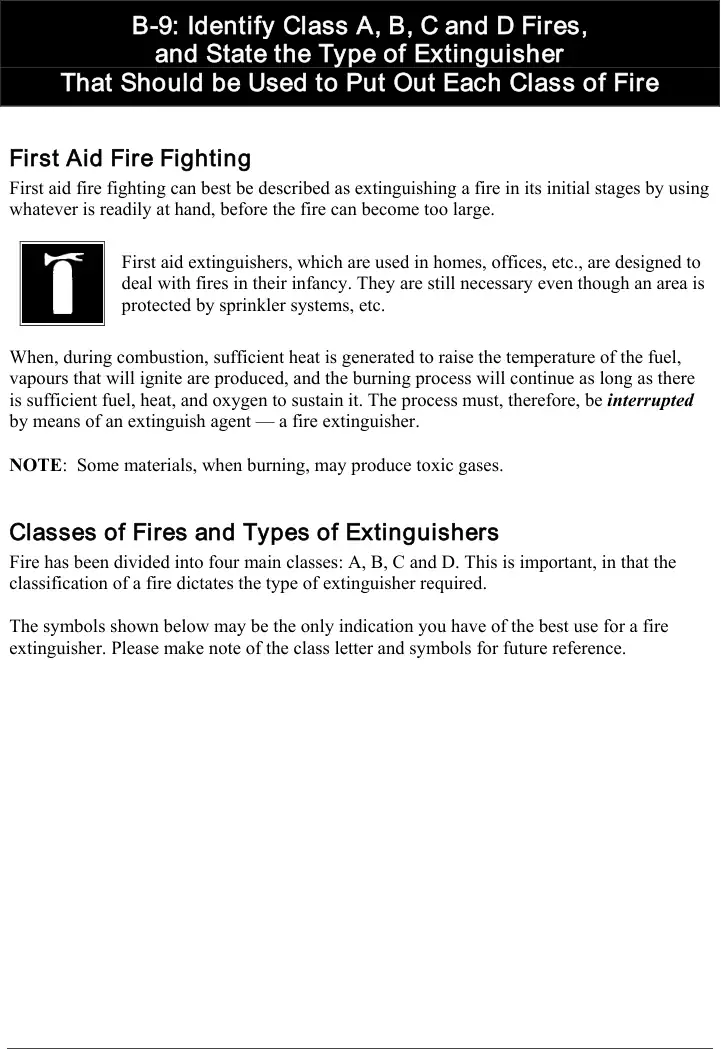 B-9: Identify Class A, B, C and D Fires,
and State the Type of Extinguisher
That Should be Used to Put Out Each Class of Fire
First Aid Fire Fighting
First aid fire fighting can best be described as extinguishing a fire in its initial stages by using
whatever is readily at hand, before the fire can become too large.
First aid extinguishers, which are used in homes, offices, etc., are designed to
deal with fires in their infancy. They are still necessary even though an area is
protected by sprinkler systems, etc.
When, during combustion, sufficient heat is generated to raise the temperature of the fuel,
vapours that will ignite are produced, and the burning process will continue as long as there
is sufficient fuel, heat, and oxygen to sustain it. The process must, therefore, be interrupted
by means of an extinguish agent — a fire extinguisher.
NOTE:  Some materials, when burning, may produce toxic gases.
Classes of Fires and Types of Extinguishers
Fire has been divided into four main classes: A, B, C and D. This is important, in that the
classification of a fire dictates the type of extinguisher required.
The symbols shown below may be the only indication you have of the best use for a fire
extinguisher. Please make note of the class letter and symbols for future reference.